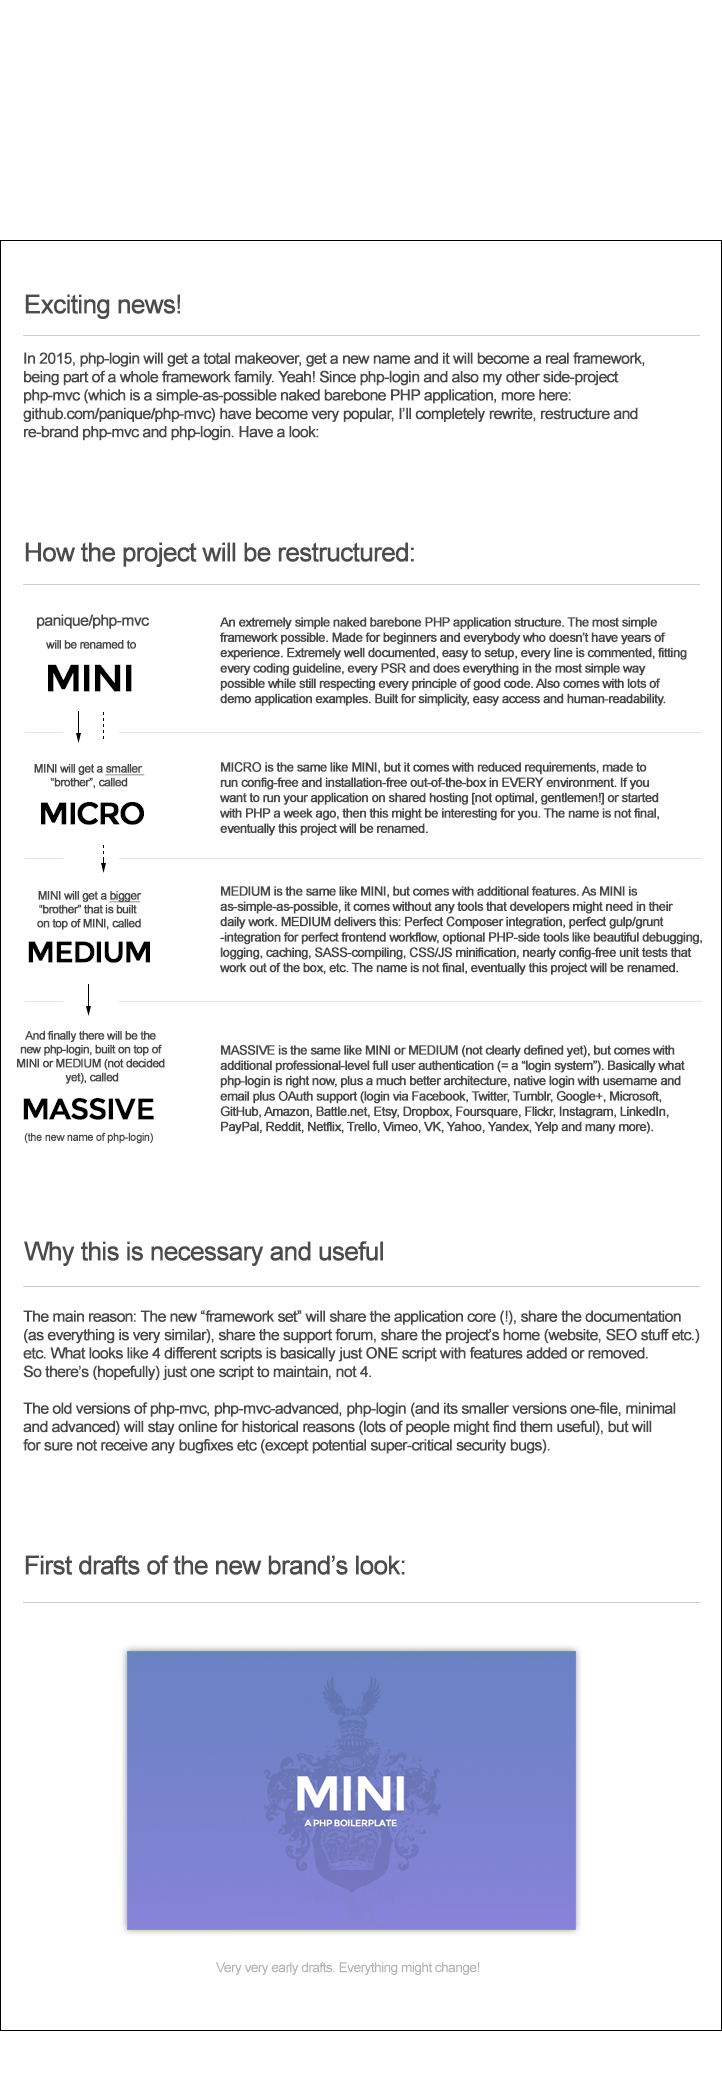 Exciting news!
In 2015, php-login will get a total makeover, get a new name and it will become a real framework,
being part of a whole framework family. Yeah! Since php-login and also my other side-project
php-mvc (which is a simple-as-possible naked barebone PHP application, more here:
github.com/panique/php-mvc) have become very popular, I'll completely rewrite, restructure and
re-brand php-mvc and php-login. Have a look:
How the project will be restructured:
panique/php-mvc
will be renamed to
MINI
An extremely simple naked barebone PHP application structure. The most simple
framework possible. Made for beginners and everybody who doesn't have years of
experience. Extremely well documented, easy to setup, every line is commented, fitting
every coding guideline, every PSR and does everything in the most simple way
possible while still respecting every principle of good code. Also comes with lots of
demo application examples. Built for simplicity, easy access and human-readability.
MINI will get a smaller
“brother”, called
MICRO
MICRO is the same like MINI, but it comes with reduced requirements, made to
run config-free and installation-free out-of-the-box in EVERY environment. If you
want to run your application on shared hosting [not optimal, gentlemen!] or started
with PHP a week ago, then this might be interesting for you. The name is not final,
eventually this project will be renamed.
MINI will get a bigger
“brother” that is built
on top of MINI, called
MEDIUM
MEDIUM is the same like MINI, but comes with additional features. As MINI is
as-simple-as-possible, it comes without any tools that developers might need in their
daily work. MEDIUM delivers this: Perfect Composer integration, perfect gulp/grunt
-integration for perfect frontend workflow, optional PHP-side tools like beautiful debugging,
logging, caching, SASS-compiling, CSS/JS minification, nearly config-free unit tests that
work out of the box, etc. The name is not final, eventually this project will be renamed.
And finally there will be the
new php-login, built on top of
MINI or MEDIUM (not decided
yet), called
MASSIVE
(the new name of php-login)
MASSIVE is the same like MINI or MEDIUM (not clearly defined yet), but comes with
additional professional-level full user authentication (= a “login system”). Basically what
php-login is right now, plus a much better architecture, native login with username and
email plus OAuth support (login via Facebook, Twitter, Tumblr, Google+, Microsoft,
GitHub, Amazon, Battle.net, Etsy, Dropbox, Foursquare, Flickr, Instagram, LinkedIn,
PayPal, Reddit, Netflix, Trello, Vimeo, VK, Yahoo, Yandex, Yelp and many more).
Why this is necessary and useful
The main reason: The new “framework set” will share the application core (!), share the documentation
(as everything is very similar), share the support forum, share the project's home (website, SEO stuff etc.)
etc. What looks like 4 different scripts is basically just ONE script with features added or removed.
So there's (hopefully) just one script to maintain, not 4.
The old versions of php-mvc, php-mvc-advanced, php-login (and its smaller versions one-file, minimal
and advanced) will stay online for historical reasons (lots of people might find them useful), but will
for sure not receive any bugfixes etc (except potential super-critical security bugs).
First drafts of the new brand's look:
MINI
A PHP BOILERPLATE
Very very early drafts. Everything might change!